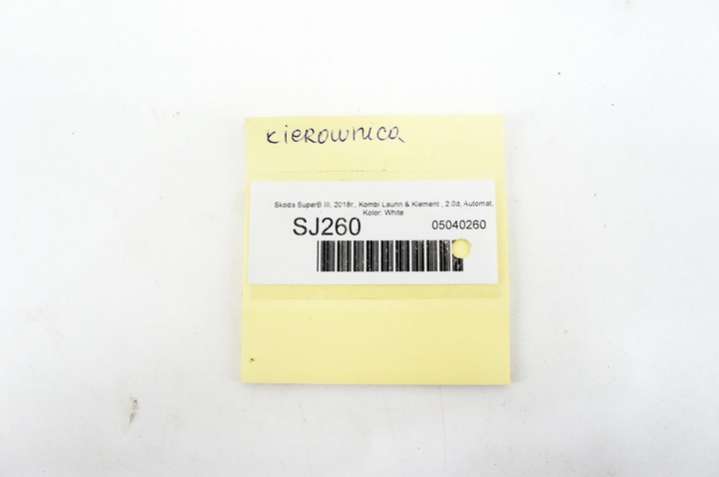 kierownica
Skoda SuperB III, 2018r., Kombi Laurin & Klement , 2.0d, Automat,
Kolor: White
SJ260
05040260